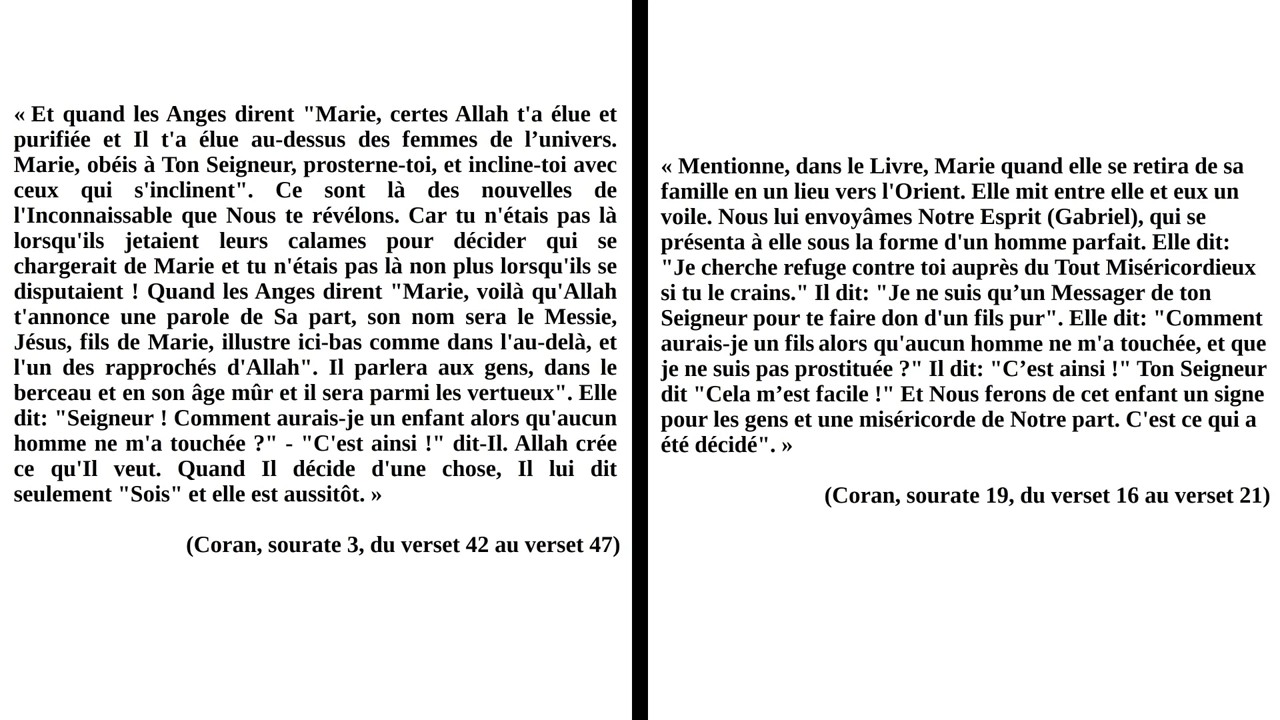 « Et quand les Anges dirent "Marie, certes Allah t'a élue et
purifiée et Il t'a élue au-dessus des femmes de l’univers.
Marie, obéis à Ton Seigneur, prosterne-toi, et incline-toi avec
ceux qui s'inclinent". Ce sont là des nouvelles de
l'Inconnaissable que Nous te révélons. Car tu n'étais pas là
lorsqu'ils jetaient leurs calames pour décider qui se
chargerait de Marie et tu n'étais pas là non plus lorsqu'ils se
disputaient ! Quand les Anges dirent "Marie, voilà qu'Allah
t'annonce une parole de Sa part, son nom sera le Messie,
Jésus, fils de Marie, illustre ici-bas comme dans l'au-delà, et
l'un des rapprochés d'Allah". Il parlera aux gens, dans le
berceau et en son âge mûr et il sera parmi les vertueux". Elle
dit: "Seigneur ! Comment aurais-je un enfant alors qu'aucun
homme ne m'a touchée ?" - "C'est ainsi !" dit-Il. Allah crée
ce qu'Il veut. Quand Il décide d'une chose, Il lui dit
seulement "Sois" et elle est aussitôt. »
(Coran, sourate 3, du verset 42 au verset 47)
« Mentionne, dans le Livre, Marie quand elle se retira de sa
famille en un lieu vers l'Orient. Elle mit entre elle et eux un
voile. Nous lui envoyâmes Notre Esprit (Gabriel), qui se
présenta à elle sous la forme d'un homme parfait. Elle dit:
"Je cherche refuge contre toi auprès du Tout Miséricordieux
si tu le crains." Il dit: "Je ne suis qu’un Messager de ton
Seigneur pour te faire don d'un fils pur". Elle dit: "Comment
aurais-je un fils alors qu'aucun homme ne m'a touchée, et que
je ne suis pas prostituée ?" Il dit: "C’est ainsi !" Ton Seigneur
dit "Cela m’est facile !" Et Nous ferons de cet enfant un signe
pour les gens et une miséricorde de Notre part. C'est ce qui a
été décidé". »
(Coran, sourate 19, du verset 16 au verset 21)